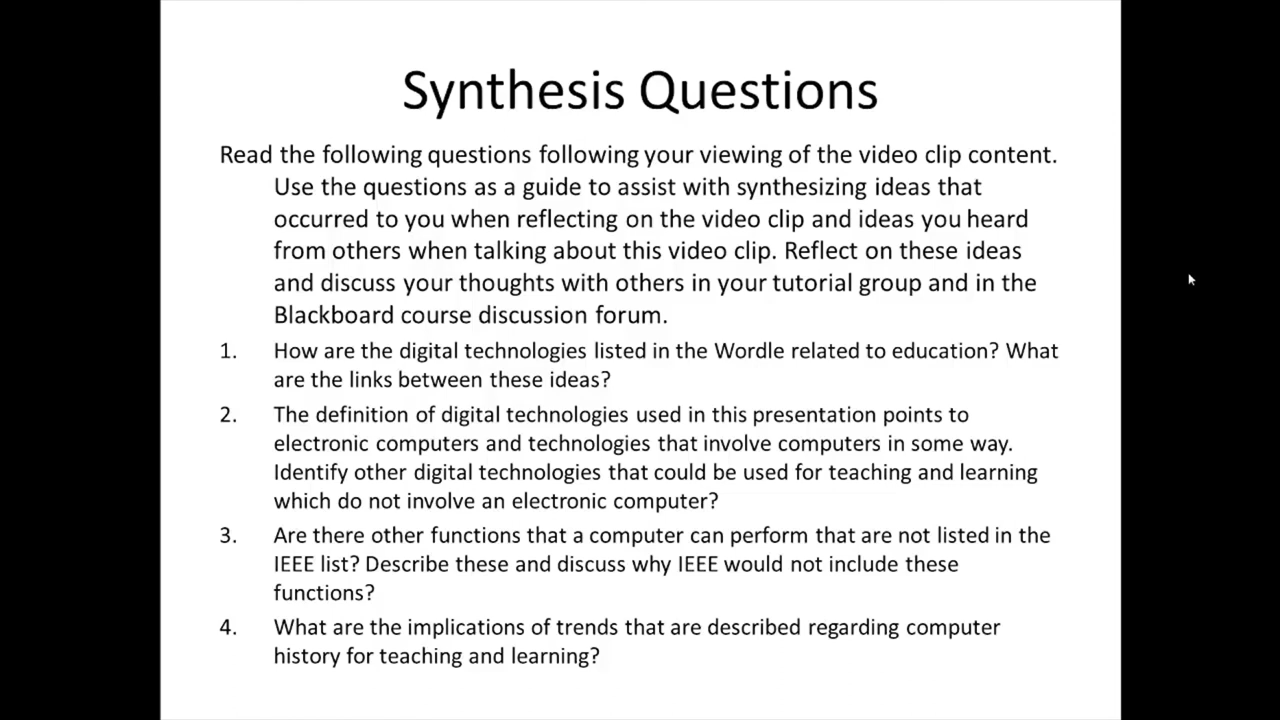 Synthesis Questions
Read the following questions following your viewing of the video clip content.
Use the questions as a guide to assist with synthesizing ideas that
occurred to you when reflecting on the video clip and ideas you heard
from others when talking about this video clip. Reflect on these ideas
and discuss your thoughts with others in your tutorial group and in the
Blackboard course discussion forum.
1. How are the digital technologies listed in the Wordle related to education? What
are the links between these ideas?
2. The definition of digital technologies used in this presentation points to
electronic computers and technologies that involve computers in some way.
Identify other digital technologies that could be used for teaching and learning
which do not involve an electronic computer?
3. Are there other functions that a computer can perform that are not listed in the
IEEE list? Describe these and discuss why IEEE would not include these
functions?
4. What are the implications of trends that are described regarding computer
history for teaching and learning?